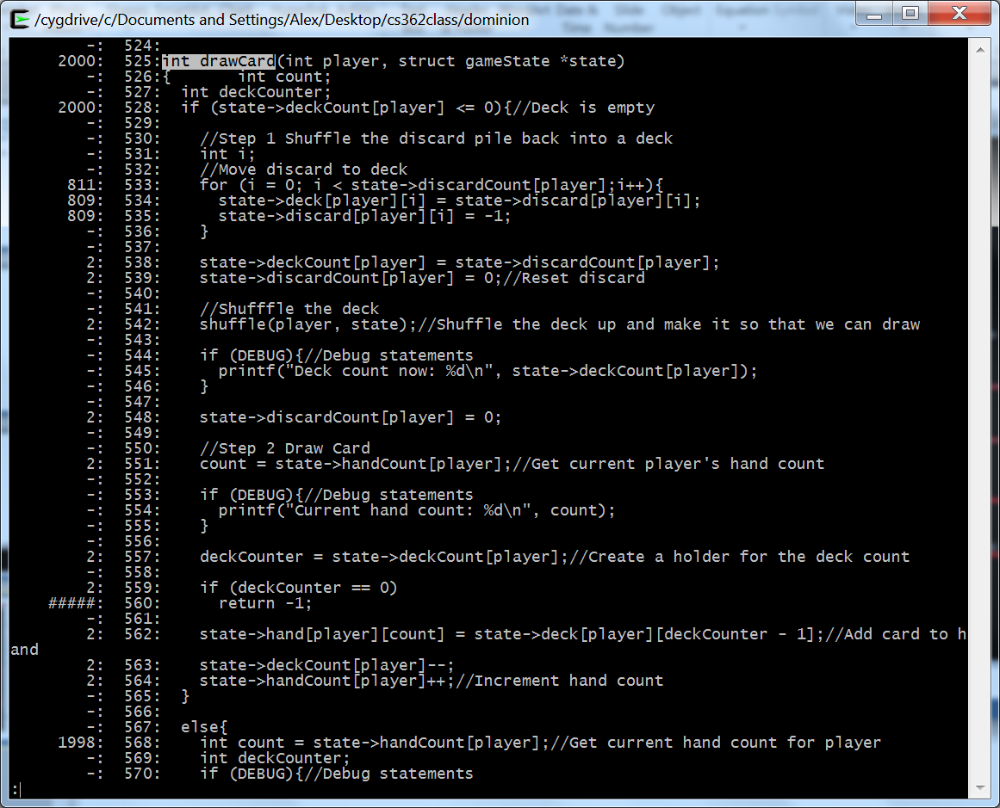 /cygdrive/c/Documents and Settings/Alex/Desktop/cs362class/dominion
        -:  524:
     2000:  525:int drawCard(int player, struct gameState *state)
        -:  526:{       int count;
        -:  527:  int deckCounter;
     2000:  528:  if (state->deckCount[player] <= 0){//Deck is empty
        -:  529:
        -:  530:    //Step 1 Shuffle the discard pile back into a deck
        -:  531:    int i;
        -:  532:    //Move discard to deck
      811:  533:    for (i = 0; i < state->discardCount[player];i++){
      809:  534:      state->deck[player][i] = state->discard[player][i];
      809:  535:      state->discard[player][i] = -1;
        -:  536:    }
        -:  537:
        2:  538:    state->deckCount[player] = state->discardCount[player];
        2:  539:    state->discardCount[player] = 0;//Reset discard
        -:  540:
        -:  541:    //Shufffle the deck
        2:  542:    shuffle(player, state);//Shuffle the deck up and make it so that we can draw
        -:  543:
        -:  544:    if (DEBUG){//Debug statements
        -:  545:      printf("Deck count now: %d\n", state->deckCount[player]);
        -:  546:    }
        -:  547:
        2:  548:    state->discardCount[player] = 0;
        -:  549:
        -:  550:    //Step 2 Draw Card
        2:  551:    count = state->handCount[player];//Get current player's hand count
        -:  552:
        -:  553:    if (DEBUG){//Debug statements
        -:  554:      printf("Current hand count: %d\n", count);
        -:  555:    }
        -:  556:
        2:  557:    deckCounter = state->deckCount[player];//Create a holder for the deck count
        -:  558:
        2:  559:    if (deckCounter == 0)
    #####:  560:      return -1;
        -:  561:
        2:  562:    state->hand[player][count] = state->deck[player][deckCounter - 1];//Add card to h
and
        2:  563:    state->deckCount[player]--;
        2:  564:    state->handCount[player]++;//Increment hand count
        -:  565:  }
        -:  566:
        -:  567:  else{
     1998:  568:    int count = state->handCount[player];//Get current hand count for player
        -:  569:    int deckCounter;
        -:  570:    if (DEBUG){//Debug statements
: